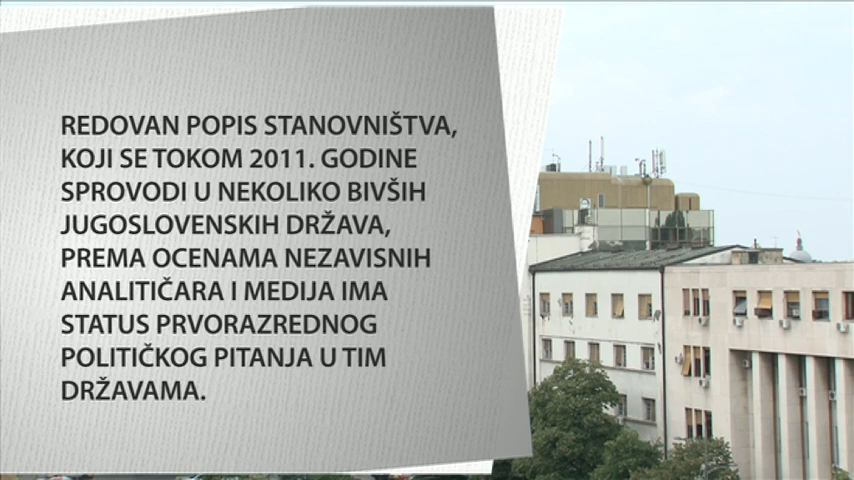 REDOVAN POPIS STANOVNIŠTVA,
KOJI SE TOKOM 2011. GODINE
SPROVODI U NEKOLIKO BIVŠIH
JUGOSLOVENSKIH DRŽAVA,
PREMA OCENAMA NEZAVISNIH
ANALITIČARA I MEDIJA IMA
STATUS PRVORAZREDNOG
POLITIČKOG PITANJA U TIM
DRŽAVAMA.